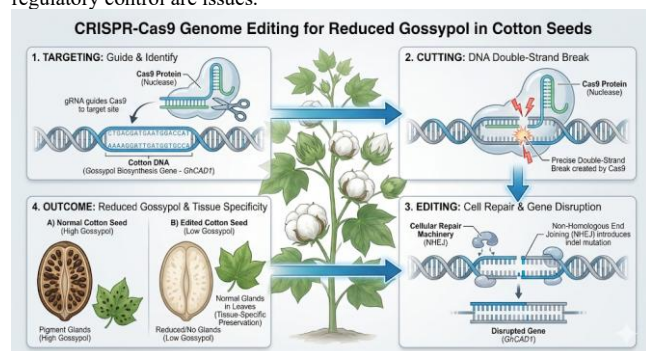 regulatory control are issues.
CRISPR-Cas9 Genome Editing for Reduced Gossypol in Cotton Seeds
1. TARGETING: Guide & Identify
Cas9 Protein
(Nuclease)
gRNA guides Cas9
to target site
Cotton DNA
(Gossypol Biosynthesis Gene - GhCAD1)
2. CUTTING: DNA Double-Strand Break
Cas9 Protein
(Nuclease)
Precise Double-Strand
Break created by Cas9
4. OUTCOME: Reduced Gossypol & Tissue Specificity
A) Normal Cotton Seed
(High Gossypol)
B) Edited Cotton Seed
(Low Gossypol)
Pigment Glands
(High Gossypol)
Reduced/No Glands
(Low Gossypol)
Normal Glands
in Leaves
(Tissue-Specific
Preservation)
3. EDITING: Cell Repair & Gene Disruption
Cellular Repair
Machinery
(NHEJ)
Non-Homologous End
Joining (NHEJ) introduces
indel mutation
Disrupted Gene
(GhCAD1)